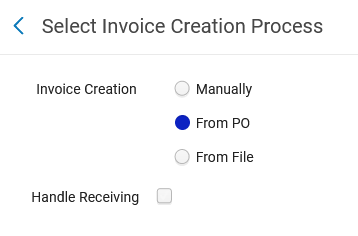 Select Invoice Creation Process
Invoice Creation
Manually
From PO
From File
Handle Receiving